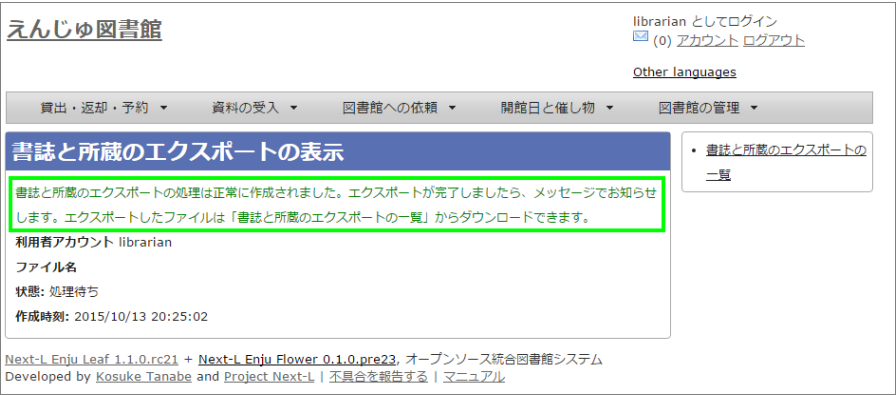 えんじゅ図書館
librarian としてログイン
(0) アカウント ログアウト
Other languages
貸出・返却・予約 ▼ 資料の受入 ▼ 図書館への依頼 ▼ 開館日と催し物 ▼ 図書館の管理 ▼
書誌と所蔵のエクスポートの表示
書誌と所蔵のエクスポートの処理は正常に作成されました。エクスポートが完了しましたら、メッセージでお知らせ
します。エクスポートしたファイルは「書誌と所蔵のエクスポートの一覧」からダウンロードできます。
利用者アカウント librarian
ファイル名
状態: 処理待ち
作成時刻: 2015/10/13 20:25:02
• 書誌と所蔵のエクスポートの
一覧
Next-L Enju Leaf 1.1.0.rc21 + Next-L Enju Flower 0.1.0.pre23, オープンソース統合図書館システム
Developed by Kosuke Tanabe and Project Next-L | 不具合を報告する | マニュアル